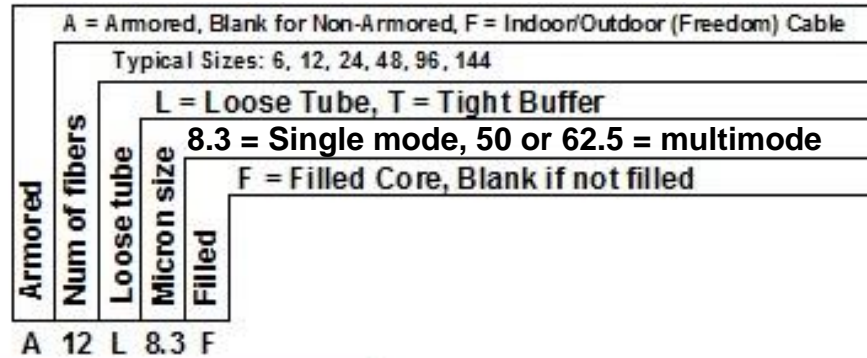 A = Armored, Blank for Non-Armored, F = Indoor/Outdoor (Freedom) Cable
Typical Sizes: 6, 12, 24, 48, 96, 144
L = Loose Tube, T = Tight Buffer
8.3 = Single mode, 50 or 62.5 = multimode
F = Filled Core, Blank if not filled
Armored
Num of fibers
Loose tube
Micron size
Filled
A 12 L 8.3 F